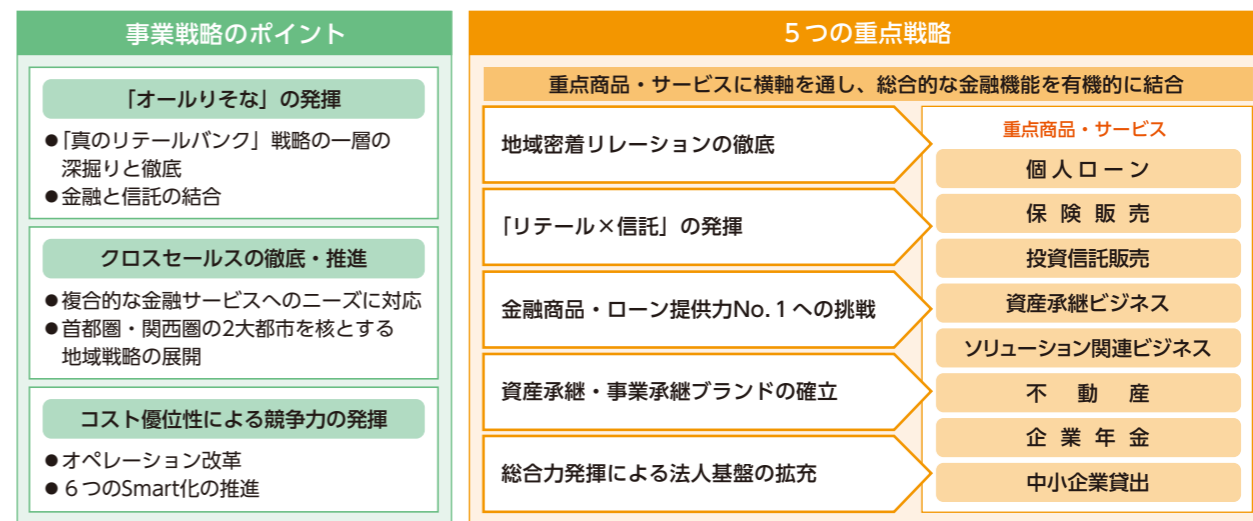 事業戦略のポイント
「オールりそな」の発揮
●「真のリテールバンク」戦略の一層の
深掘りと徹底
●金融と信託の結合
クロスセールスの徹底・推進
●複合的な金融サービスへのニーズに対応
●首都圏・関西圏の2大都市を核とする
地域戦略の展開
コスト優位性による競争力の発揮
●オペレーション改革
●６つのSmart化の推進
５つの重点戦略
重点商品・サービスに横軸を通し、総合的な金融機能を有機的に結合
地域密着リレーションの徹底
「リテール×信託」の発揮
金融商品・ローン提供力No.１への挑戦
資産承継・事業承継ブランドの確立
総合力発揮による法人基盤の拡充
重点商品・サービス
個人ローン
保険販売
投資信託販売
資産承継ビジネス
ソリューション関連ビジネス
不動産
企業年金
中小企業貸出